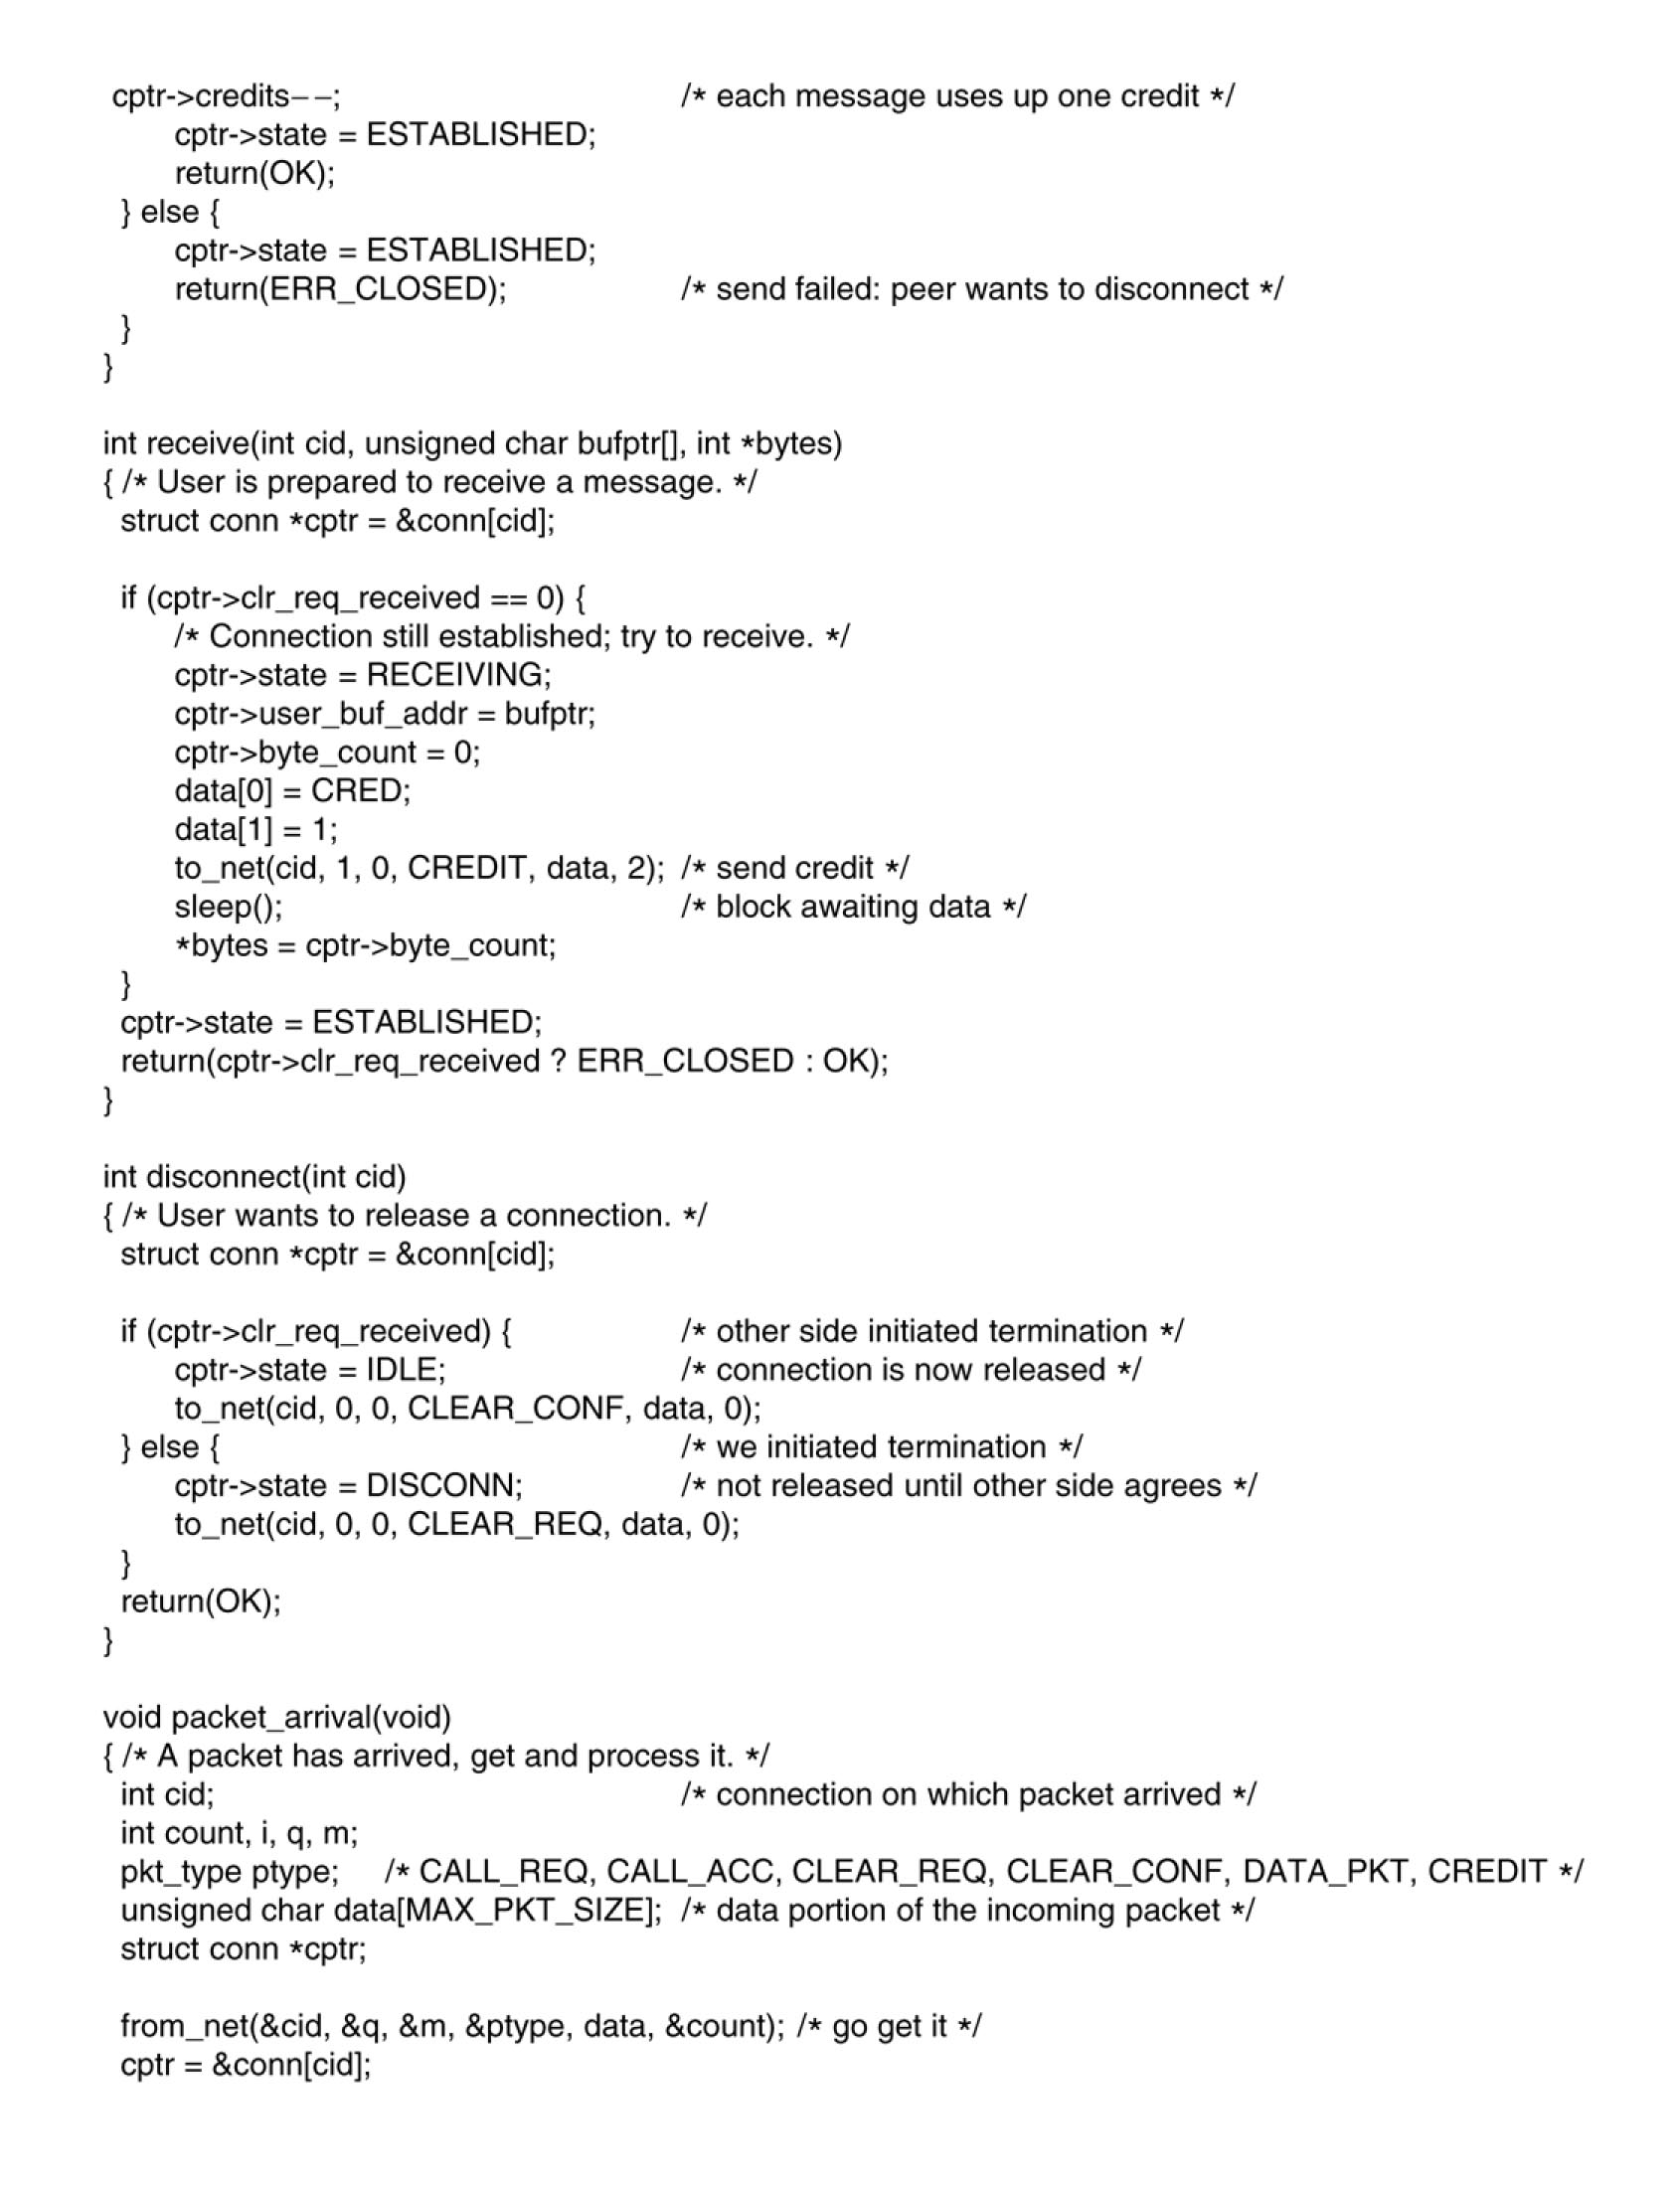 cptr->credits−−; /* each message uses up one credit */
cptr->state = ESTABLISHED;
return(OK);
} else {
cptr->state = ESTABLISHED;
return(ERR_CLOSED); /* send failed: peer wants to disconnect */
}
}
int receive(int cid, unsigned char bufptr[], int *bytes)
{ /* User is prepared to receive a message. */
struct conn *cptr = &conn[cid];
if (cptr->clr_req_received == 0) {
/* Connection still established; try to receive. */
cptr->state = RECEIVING;
cptr->user_buf_addr = bufptr;
cptr->byte_count = 0;
data[0] = CRED;
data[1] = 1;
to_net(cid, 1, 0, CREDIT, data, 2); /* send credit */
sleep(); /* block awaiting data */
*bytes = cptr->byte_count;
}
cptr->state = ESTABLISHED;
return(cptr->clr_req_received ? ERR_CLOSED : OK);
}
int disconnect(int cid)
{ /* User wants to release a connection. */
struct conn *cptr = &conn[cid];
if (cptr->clr_req_received) { /* other side initiated termination */
cptr->state = IDLE; /* connection is now released */
to_net(cid, 0, 0, CLEAR_CONF, data, 0);
} else { /* we initiated termination */
cptr->state = DISCONN; /* not released until other side agrees */
to_net(cid, 0, 0, CLEAR_REQ, data, 0);
}
return(OK);
}
void packet_arrival(void)
{ /* A packet has arrived, get and process it. */
int cid; /* connection on which packet arrived */
int count, i, q, m;
pkt_type ptype; /* CALL_REQ, CALL_ACC, CLEAR_REQ, CLEAR_CONF, DATA_PKT, CREDIT */
unsigned char data[MAX_PKT_SIZE]; /* data portion of the incoming packet */
struct conn *cptr;
from_net(&cid, &q, &m, &ptype, data, &count); /* go get it */
cptr = &conn[cid];